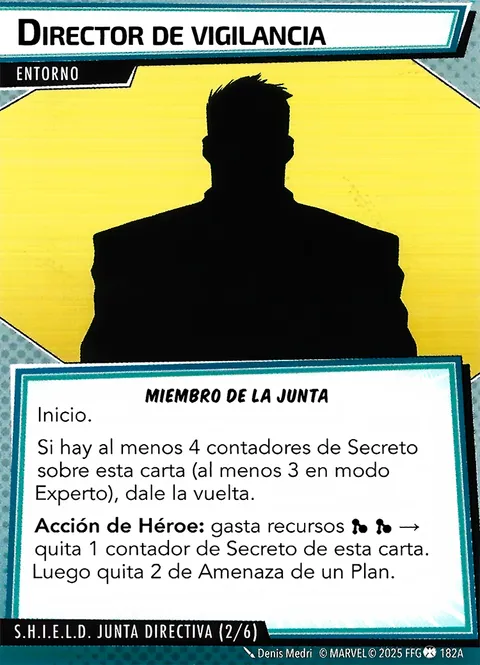 DIRECTOR DE VIGILANCIA
ENTORNO
MIEMBRO DE LA JUNTA
Inicio.
Si hay al menos 4 contadores de Secreto
sobre esta carta (al menos 3 en modo
Experto), dale la vuelta.
Acción de Héroe: gasta recursos →
quita 1 contador de Secreto de esta carta.
Luego quita 2 de Amenaza de un Plan.
S.H.I.E.L.D. JUNTA DIRECTIVA (2/6)
Denis Medri © MARVEL © 2025 FFG 182A